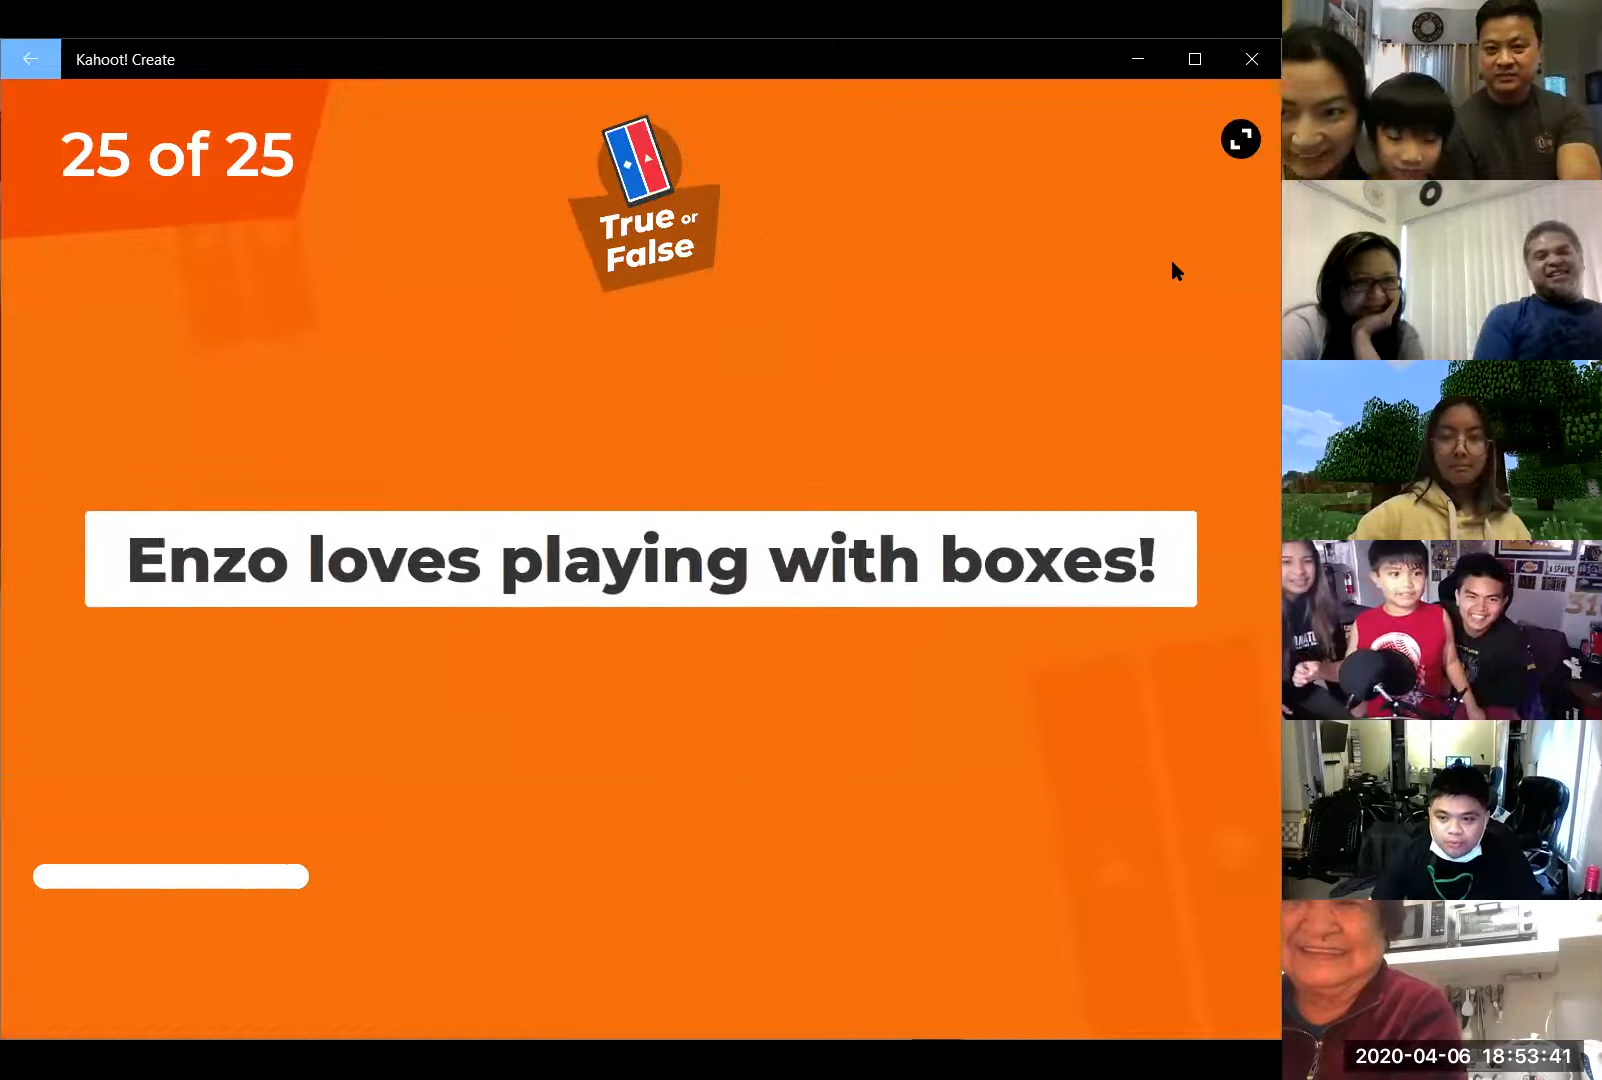 Kahoot! Create
25 of 25
True or
False
Enzo loves playing with boxes!
2020-04-06 18:53:41